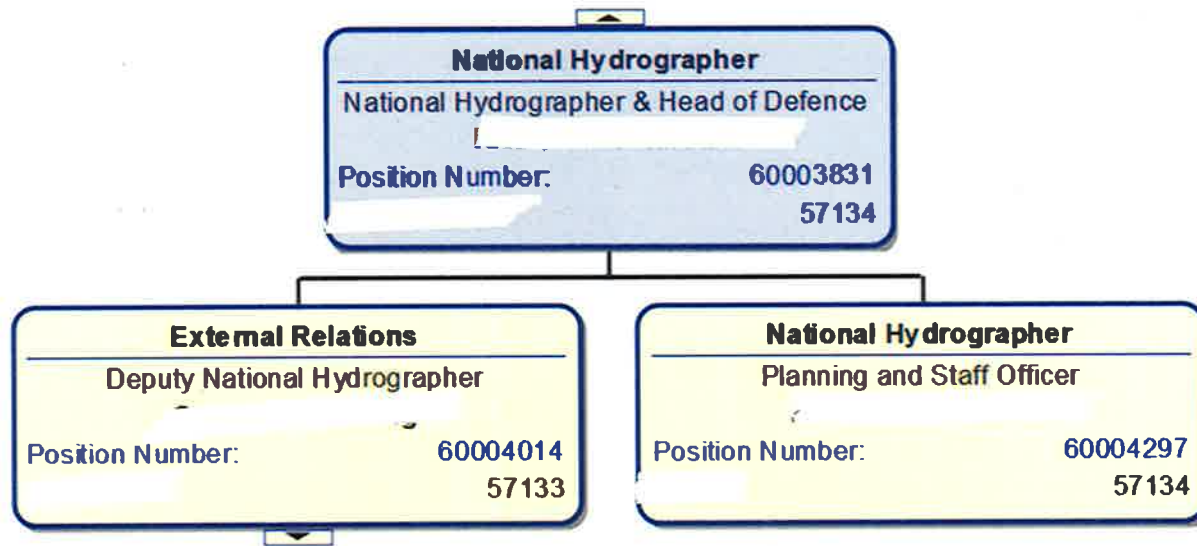 National Hydrographer
National Hydrographer & Head of Defence
Position Number: 60003831
57134
External Relations
Deputy National Hydrographer
Position Number: 60004014
57133
National Hydrographer
Planning and Staff Officer
Position Number: 60004297
57134